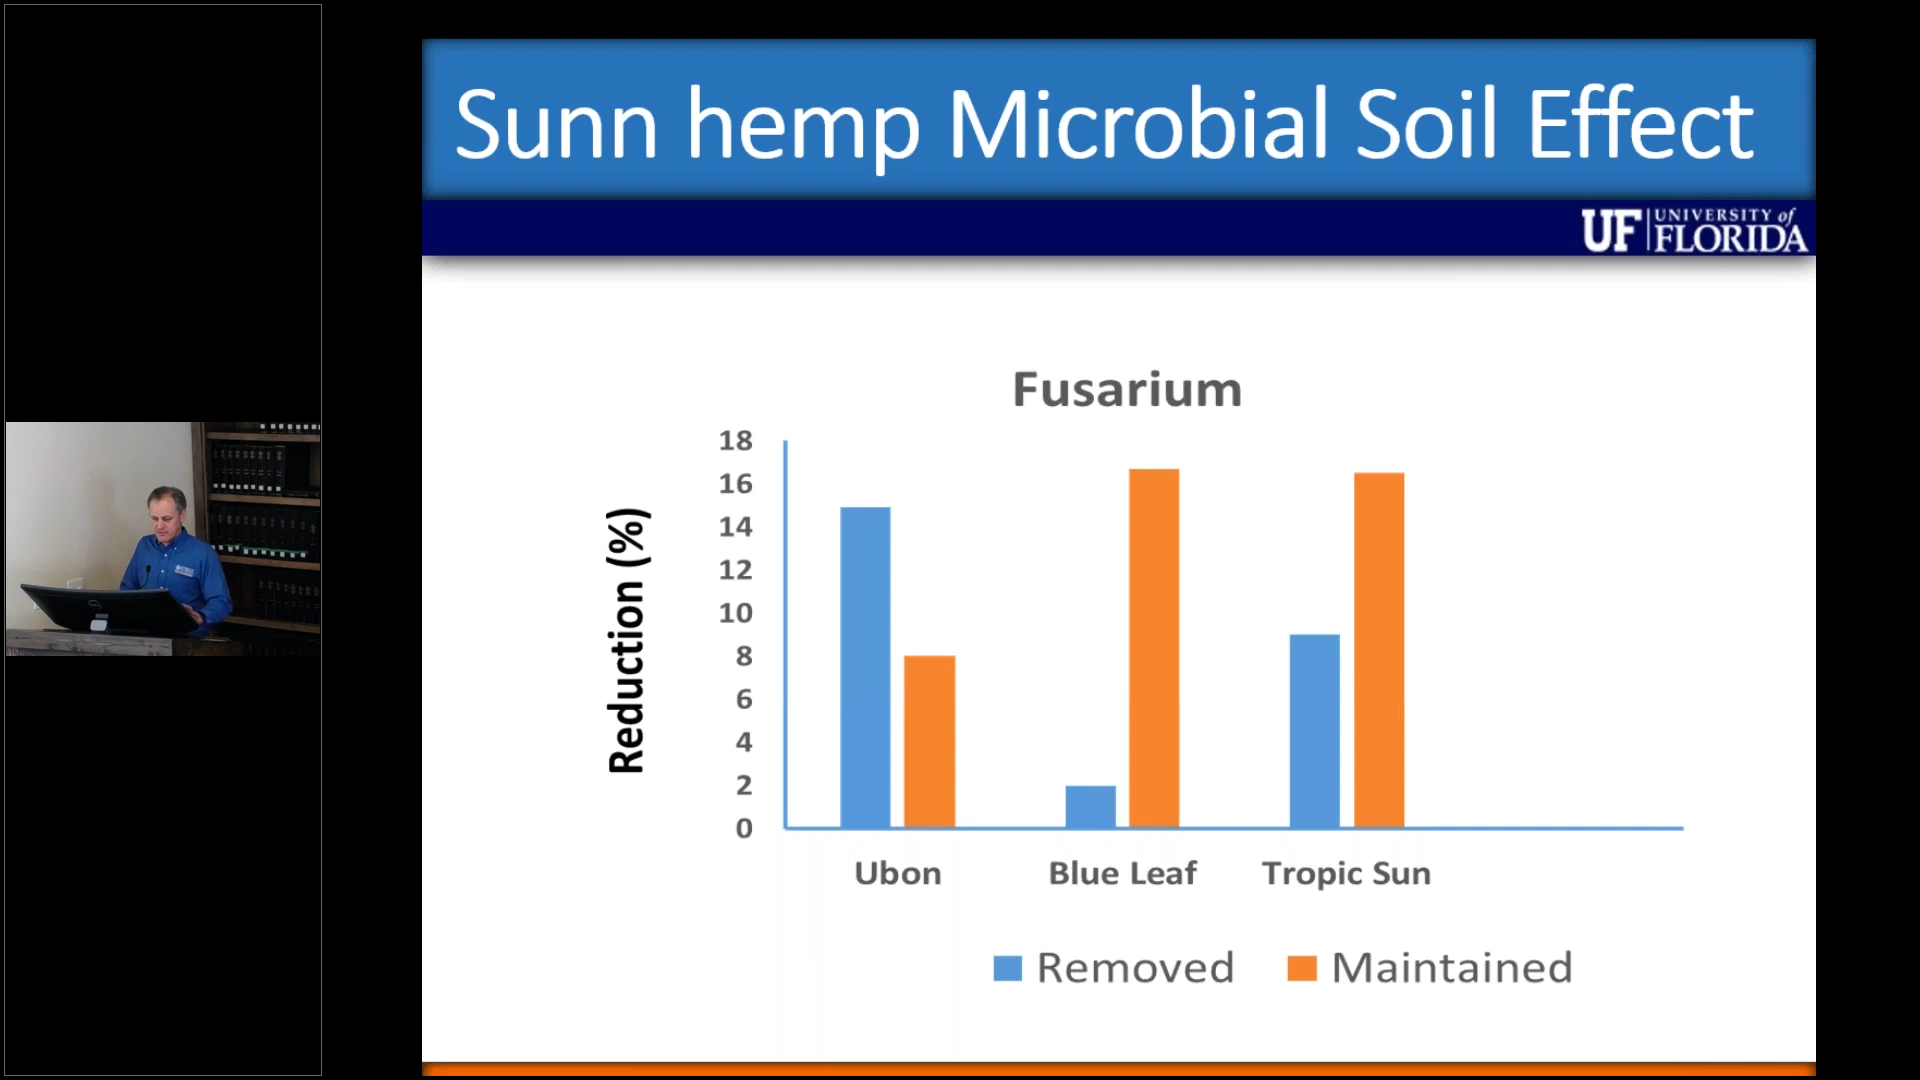 Sunn hemp Microbial Soil Effect
UF UNIVERSITY of
FLORIDA
Fusarium
Reduction (%)
18
16
14
12
10
8
6
4
2
0
Ubon Blue Leaf Tropic Sun
Removed Maintained